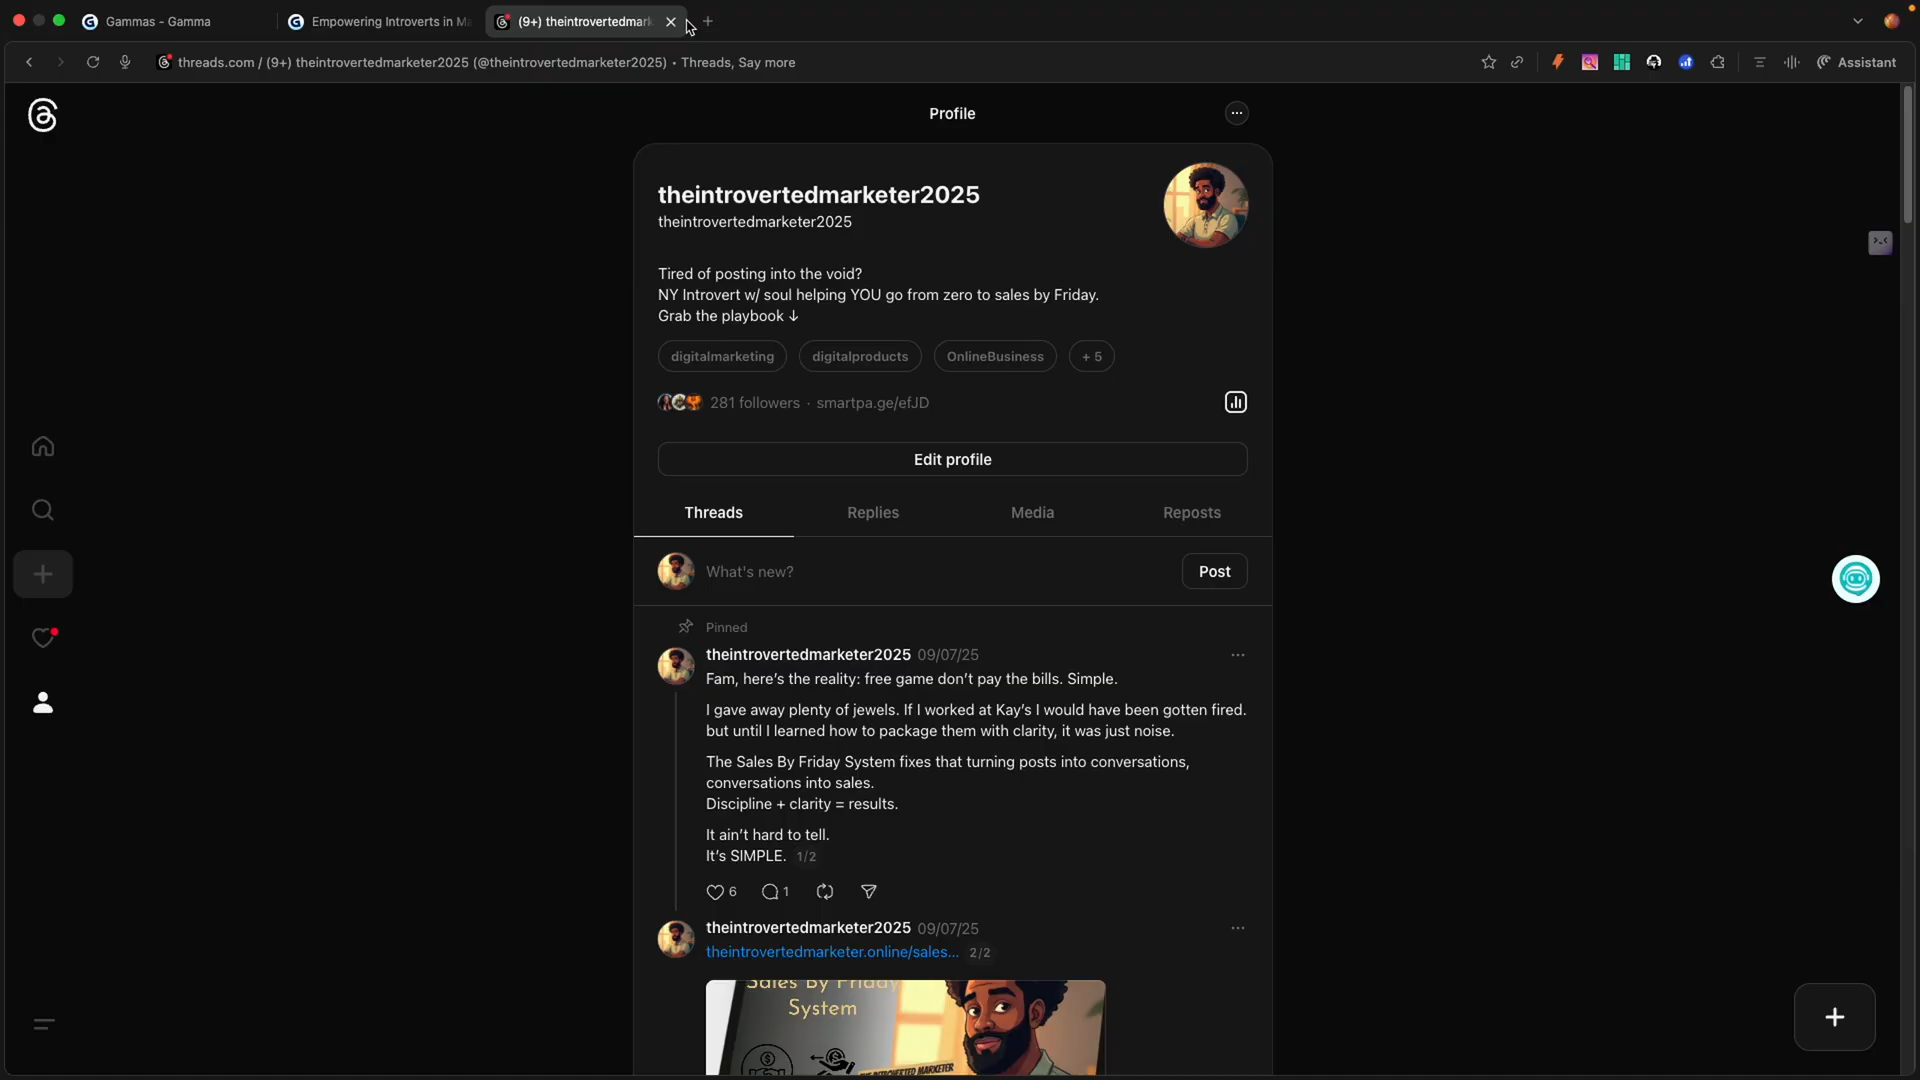 Gammas - Gamma
Empowering Introverts in Ma
(9+) theintrovertedmark
threads.com / (9+) theintrovertedmarketer2025 (@theintrovertedmarketer2025) • Threads, Say more
Assistant
Profile
theintrovertedmarketer2025
theintrovertedmarketer2025
Tired of posting into the void?
NY Introvert w/ soul helping YOU go from zero to sales by Friday.
Grab the playbook ↓
digitalmarketing
digitalproducts
OnlineBusiness
+ 5
281 followers · smartpa.ge/efJD
Edit profile
Threads
Replies
Media
Reposts
What's new?
Post
Pinned
theintrovertedmarketer2025 09/07/25
Fam, here’s the reality: free game don’t pay the bills. Simple.
I gave away plenty of jewels. If I worked at Kay’s I would have been gotten fired.
but until I learned how to package them with clarity, it was just noise.
The Sales By Friday System fixes that turning posts into conversations,
conversations into sales.
Discipline + clarity = results.
It ain’t hard to tell.
It’s SIMPLE. 1/2
6
1
theintrovertedmarketer2025 09/07/25
theintrovertedmarketer.online/sales... 2/2
Sales By Friday
System